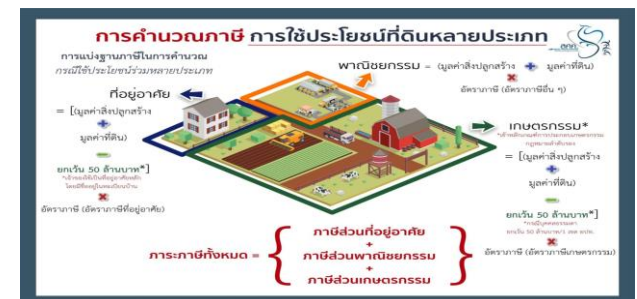 การคำนวณภาษี การใช้ประโยชน์ที่ดินหลายประเภท
สถท
การแบ่งฐานภาษีในการคำนวณ
กรณีใช้ประโยชน์ร่วมหลายประเภท
พาณิชยกรรม = (มูลค่าสิ่งปลูกสร้าง + มูลค่าที่ดิน)
อัตราภาษี (อัตราภาษีอื่น ๆ)
ที่อยู่อาศัย
= [(มูลค่าสิ่งปลูกสร้าง
มูลค่าที่ดิน)
ยกเว้น 50 ล้านบาท*]
อัตราภาษี (อัตราภาษีที่อยู่อาศัย)
เกษตรกรรม*
= [(มูลค่าสิ่งปลูกสร้าง
มูลค่าที่ดิน)
ยกเว้น 50 ล้านบาท*]
อัตราภาษี (อัตราภาษีเกษตรกรรม)
ภาระภาษีทั้งหมด =
ภาษีส่วนที่อยู่อาศัย
+
ภาษีส่วนพาณิชยกรรม
+
ภาษีส่วนเกษตรกรรม